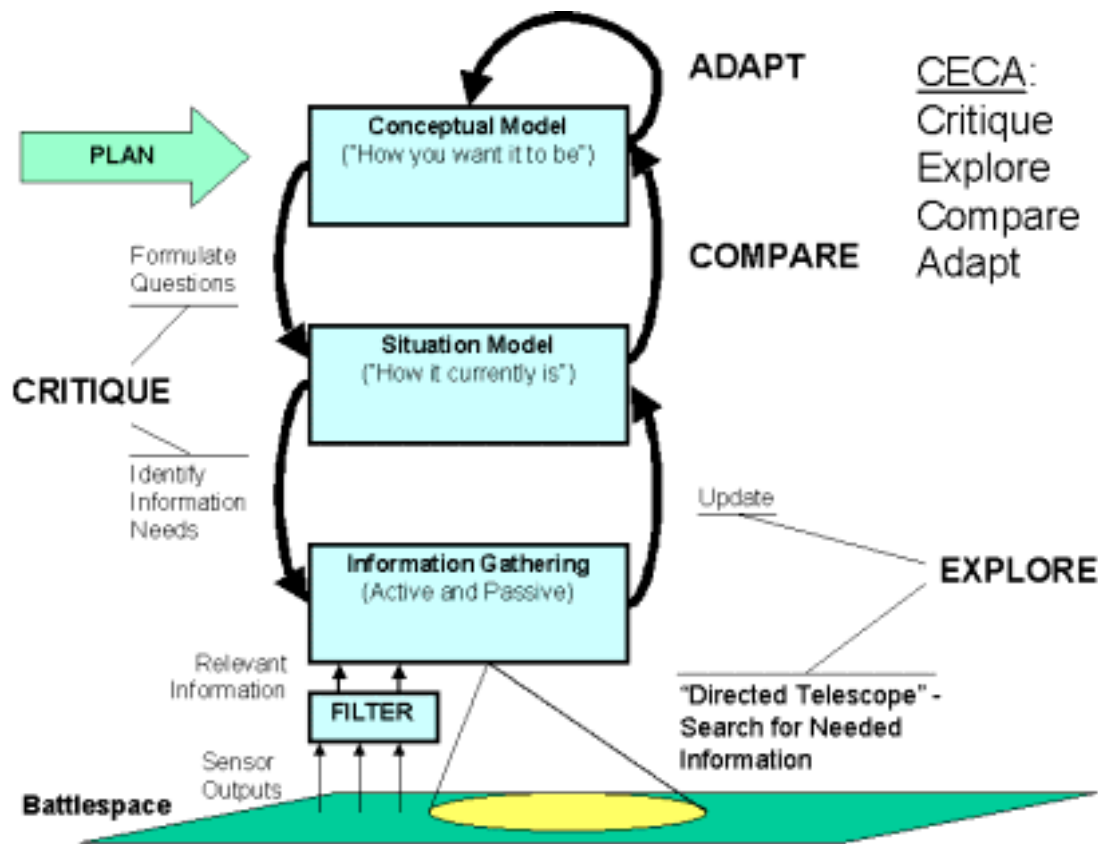 ADAPT
CECA:
Critique
Explore
Compare
Adapt
PLAN
Conceptual Model
("How you want it to be")
COMPARE
Formulate
Questions
CRITIQUE
Identify
Information
Needs
Situation Model
("How it currently is")
Update
EXPLORE
"Directed Telescope" -
Search for Needed
Information
Information Gathering
(Active and Passive)
Relevant
Information
FILTER
Sensor
Outputs
Battlespace